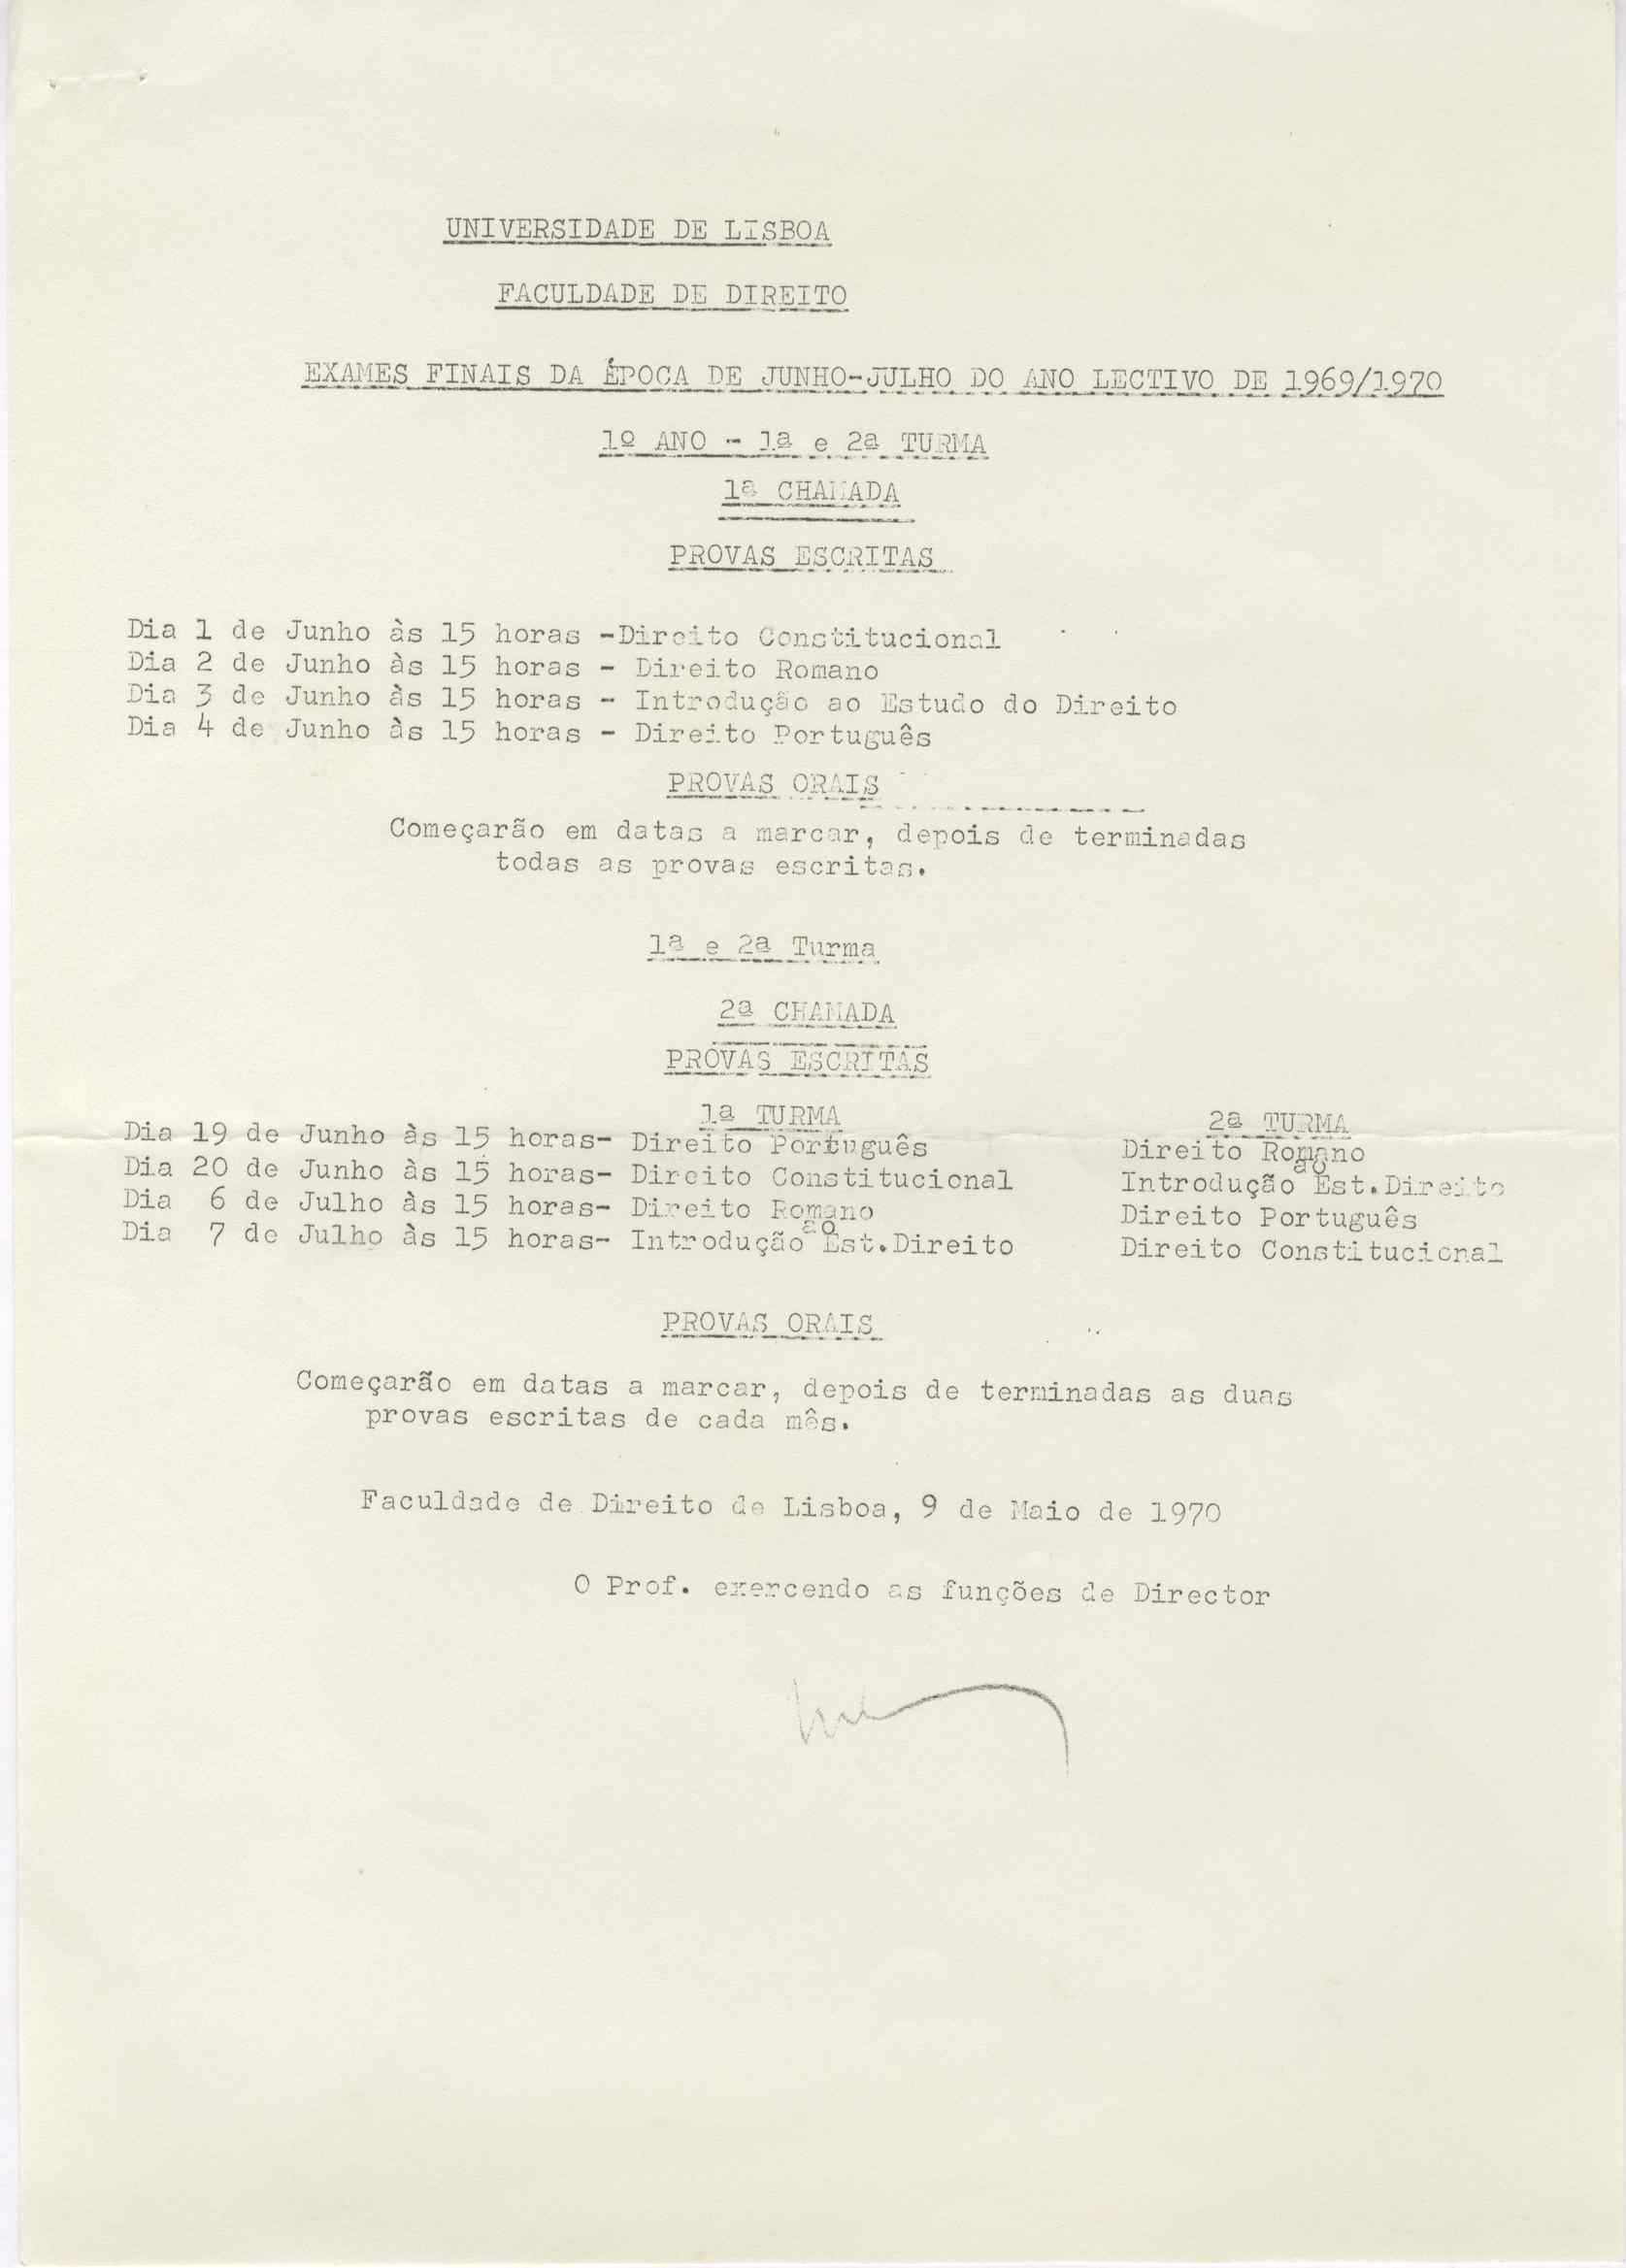 UNIVERSIDADE DE LISBOA
FACULDADE DE DIREITO
EXAMES FINAIS DA ÉPOCA DE JUNHO-JULHO DO ANO LECTIVO DE 1969/1970
1º ANO - 1ª e 2ª TURMA
1ª CHAMADA
PROVAS ESCRITAS
Dia 1 de Junho às 15 horas -Direito Constitucional
Dia 2 de Junho às 15 horas - Direito Romano
Dia 3 de Junho às 15 horas - Introdução ao Estudo do Direito
Dia 4 de Junho às 15 horas - Direito Português
PROVAS ORAIS
Começarão em datas a marcar, depois de terminadas
todas as provas escritas.
1ª e 2ª Turma
2ª CHAMADA
PROVAS ESCRITAS
1ª TURMA 2ª TURMA
Dia 19 de Junho às 15 horas- Direito Português Direito Romano
Dia 20 de Junho às 15 horas- Direito Constitucional Introdução ao Est.Direito
Dia 6 de Julho às 15 horas- Direito Romano Direito Português
Dia 7 de Julho às 15 horas- Introdução ao Est.Direito Direito Constitucional
PROVAS ORAIS
Começarão em datas a marcar, depois de terminadas as duas
provas escritas de cada mês.
Faculdade de Direito de Lisboa, 9 de Maio de 1970
O Prof. exercendo as funções de Director